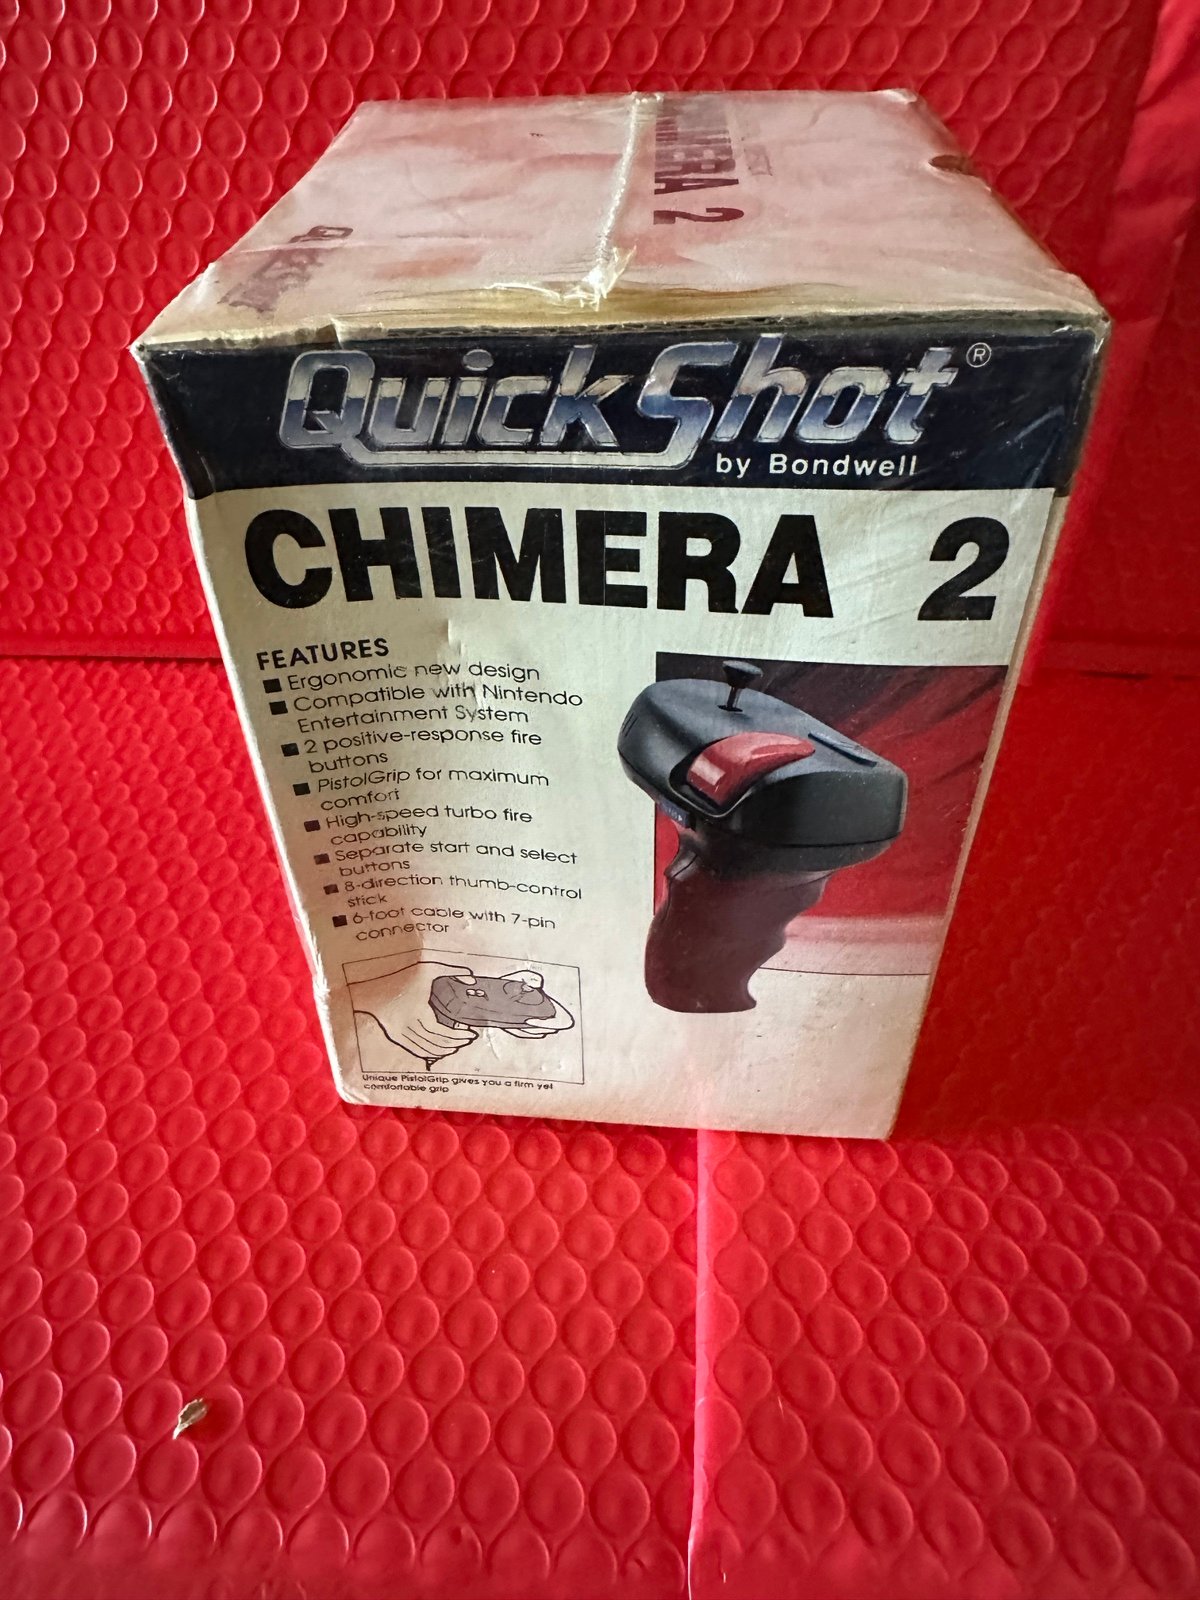 CHIMERA 2
QuickShot®
by Bondwell
CHIMERA 2
FEATURES
■ Ergonomic new design
■ Compatible with Nintendo
Entertainment System
■ 2 positive-response fire
buttons
■ PistolGrip for maximum
comfort
■ High-speed turbo fire
capability
■ Separate start and select
buttons
■ 8-direction thumb-control
stick
■ 6-foot cable with 7-pin
connector
Unique PistolGrip gives you a firm yet
comfortable grip